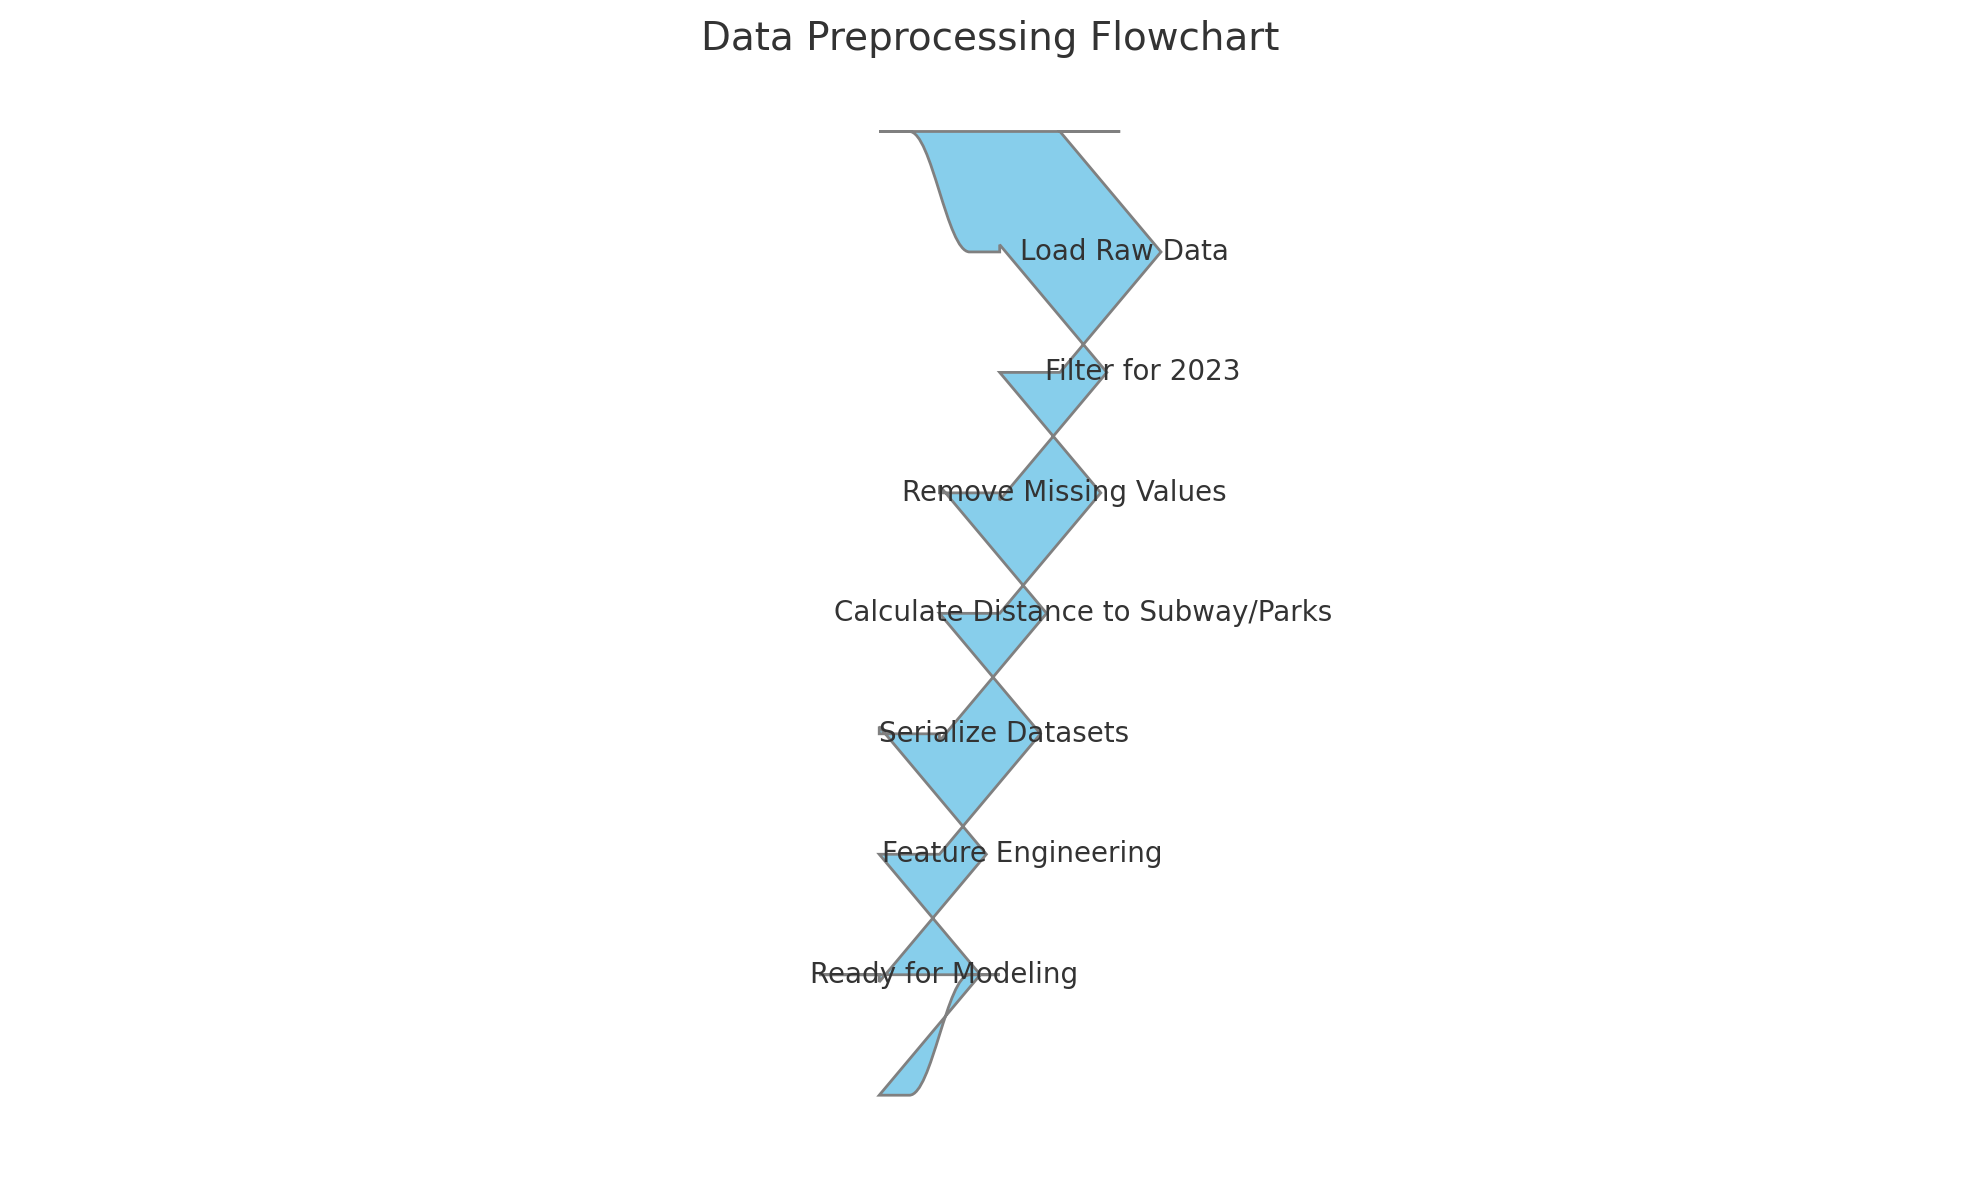 Data Preprocessing Flowchart
Load Raw Data
Filter for 2023
Remove Missing Values
Calculate Distance to Subway/Parks
Serialize Datasets
Feature Engineering
Ready for Modeling